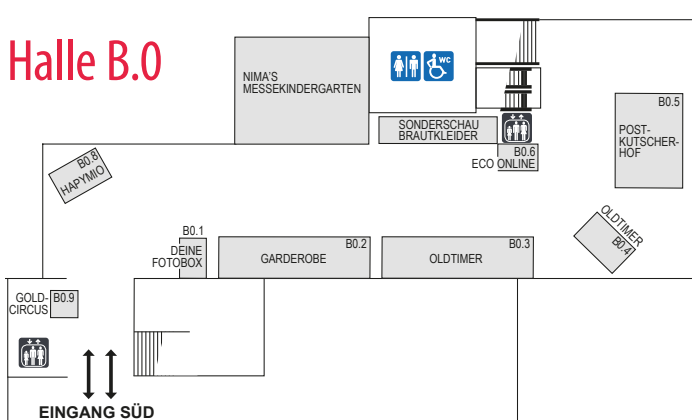 Halle B.0
NIMA'S
MESSEKINDERGARTEN
WC
SONDERSCHAU
BRAUTKLEIDER
B0.6
ECO ONLINE
B0.5
POST-
KUTSCHER-
HOF
B0.8
HAPYMIO
B0.1
DEINE
FOTOBOX
B0.2
GARDEROBE
B0.3
OLDTIMER
OLDTIMER
B0.4
GOLD-
CIRCUS
B0.9
EINGANG SÜD